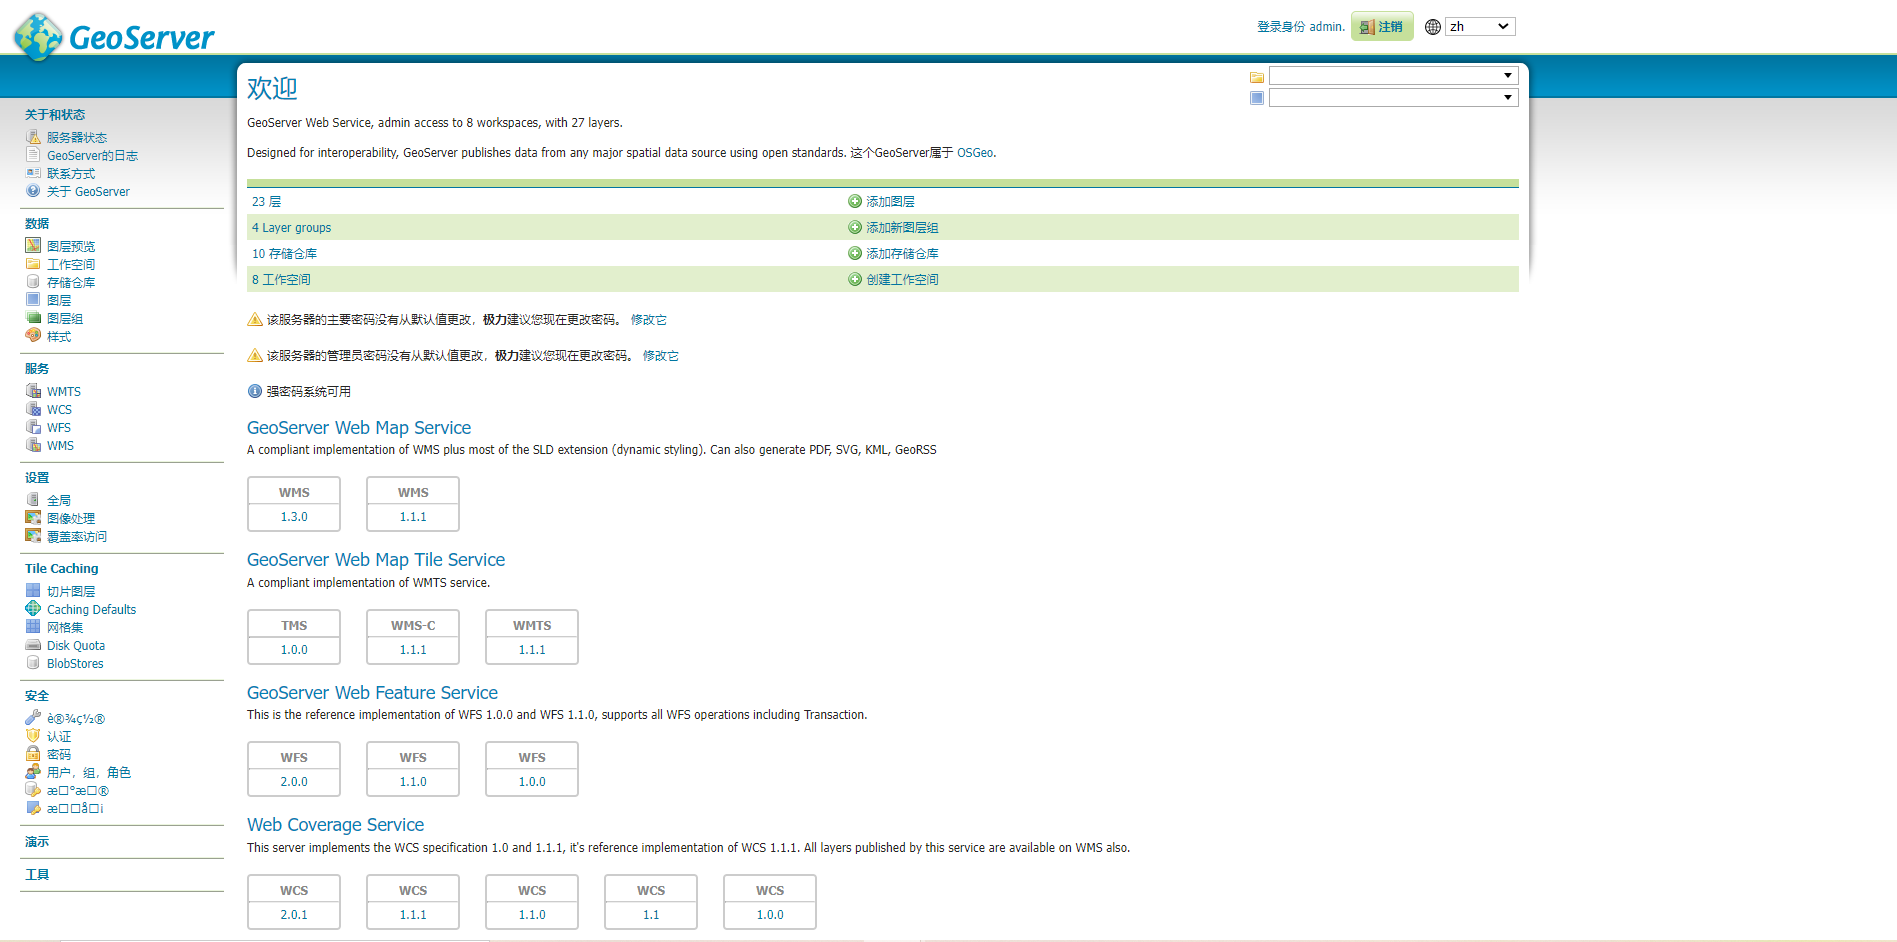 GeoServer
登录身份 admin.
注销
zh
关于和状态
服务器状态
GeoServer的日志
联系方式
关于 GeoServer
数据
图层预览
工作空间
存储仓库
图层
图层组
样式
服务
WMTS
WCS
WFS
WMS
设置
全局
图像处理
覆盖率访问
Tile Caching
切片图层
Caching Defaults
网格集
Disk Quota
BlobStores
安全
è®¾ç½®
认证
密码
用户，组，角色
æ□°æ□®
æ□□å□¡
演示
工具
欢迎
GeoServer Web Service, admin access to 8 workspaces, with 27 layers.
Designed for interoperability, GeoServer publishes data from any major spatial data source using open standards. 这个GeoServer属于 OSGeo.
23 层
添加图层
4 Layer groups
添加新图层组
10 存储仓库
添加存储仓库
8 工作空间
创建工作空间
该服务器的主要密码没有从默认值更改，极力建议您现在更改密码。 修改它
该服务器的管理员密码没有从默认值更改，极力建议您现在更改密码。 修改它
强密码系统可用
GeoServer Web Map Service
A compliant implementation of WMS plus most of the SLD extension (dynamic styling). Can also generate PDF, SVG, KML, GeoRSS
WMS
1.3.0
WMS
1.1.1
GeoServer Web Map Tile Service
A compliant implementation of WMTS service.
TMS
1.0.0
WMS-C
1.1.1
WMTS
1.1.1
GeoServer Web Feature Service
This is the reference implementation of WFS 1.0.0 and WFS 1.1.0, supports all WFS operations including Transaction.
WFS
2.0.0
WFS
1.1.0
WFS
1.0.0
Web Coverage Service
This server implements the WCS specification 1.0 and 1.1.1, it's reference implementation of WCS 1.1.1. All layers published by this service are available on WMS also.
WCS
2.0.1
WCS
1.1.1
WCS
1.1.0
WCS
1.1
WCS
1.0.0